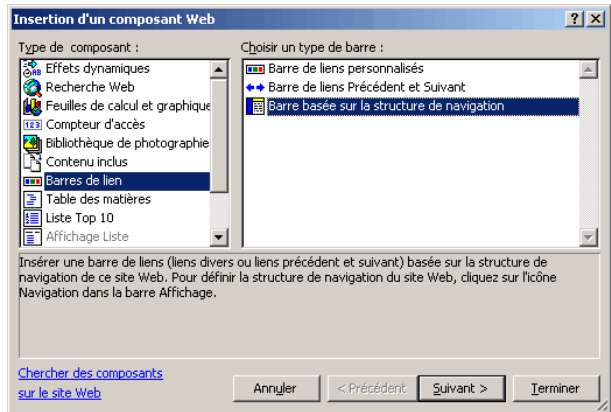 Insertion d'un composant Web
Type de composant :
Effets dynamiques
Recherche Web
Feuilles de calcul et graphique
Compteur d'accès
Bibliothèque de photographie
Contenu inclus
Barres de lien
Table des matières
Liste Top 10
Affichage Liste
Choisir un type de barre :
Barre de liens personnalisés
Barre de liens Précédent et Suivant
Barre basée sur la structure de navigation
Insérer une barre de liens (liens divers ou liens précédent et suivant) basée sur la structure de
navigation de ce site Web. Pour définir la structure de navigation du site Web, cliquez sur l'icône
Navigation dans la barre Affichage.
Chercher des composants
sur le site Web
Annuler
< Précédent
Suivant >
Terminer